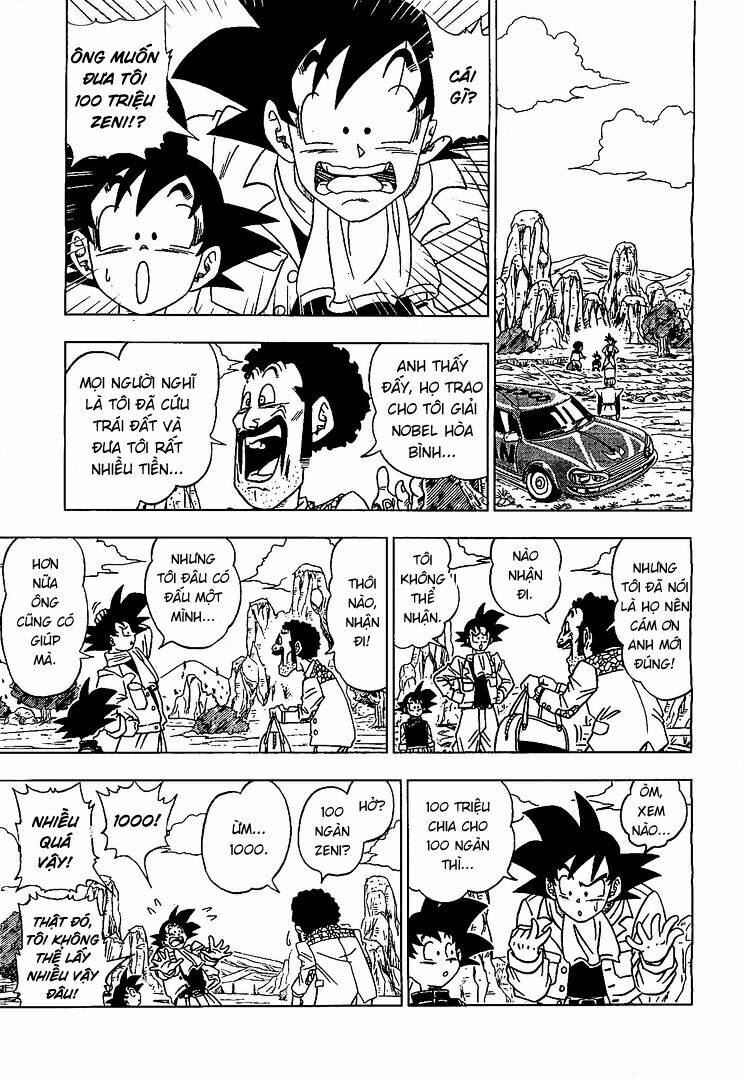 CÁI
GÌ?
ÔNG MUỐN
ĐƯA TÔI
100 TRIỆU
ZENI!?
ANH THẤY
ĐẤY, HỌ TRAO
CHO TÔI GIẢI
NOBEL HÒA
BÌNH...
MỌI NGƯỜI NGHĨ
LÀ TÔI ĐÃ CỨU
TRÁI ĐẤT VÀ
ĐƯA TÔI RẤT
NHIỀU TIỀN...
NHƯNG
TÔI ĐÃ NÓI
LÀ HỌ NÊN
CÁM ƠN
ANH MỚI
ĐÚNG!
NÀO
NHẬN
ĐI.
TÔI
KHÔNG
THỂ
NHẬN.
THÔI
NÀO,
NHẬN
ĐI!
NHƯNG
TÔI ĐÂU CÓ
ĐẤU MỘT
MÌNH...
HƠN
NỮA
ÔNG
CŨNG CÓ
GIÚP
MÀ.
ỜM,
XEM
NÀO...
100 TRIỆU
CHIA CHO
100 NGÀN
THÌ...
HỞ?
100
NGÀN
ZENI?
ỪM...
1000.
1000!
NHIỀU
QUÁ
VẬY!
THẬT ĐÓ,
TÔI KHÔNG
THỂ LẤY
NHIỀU VẬY
ĐÂU!